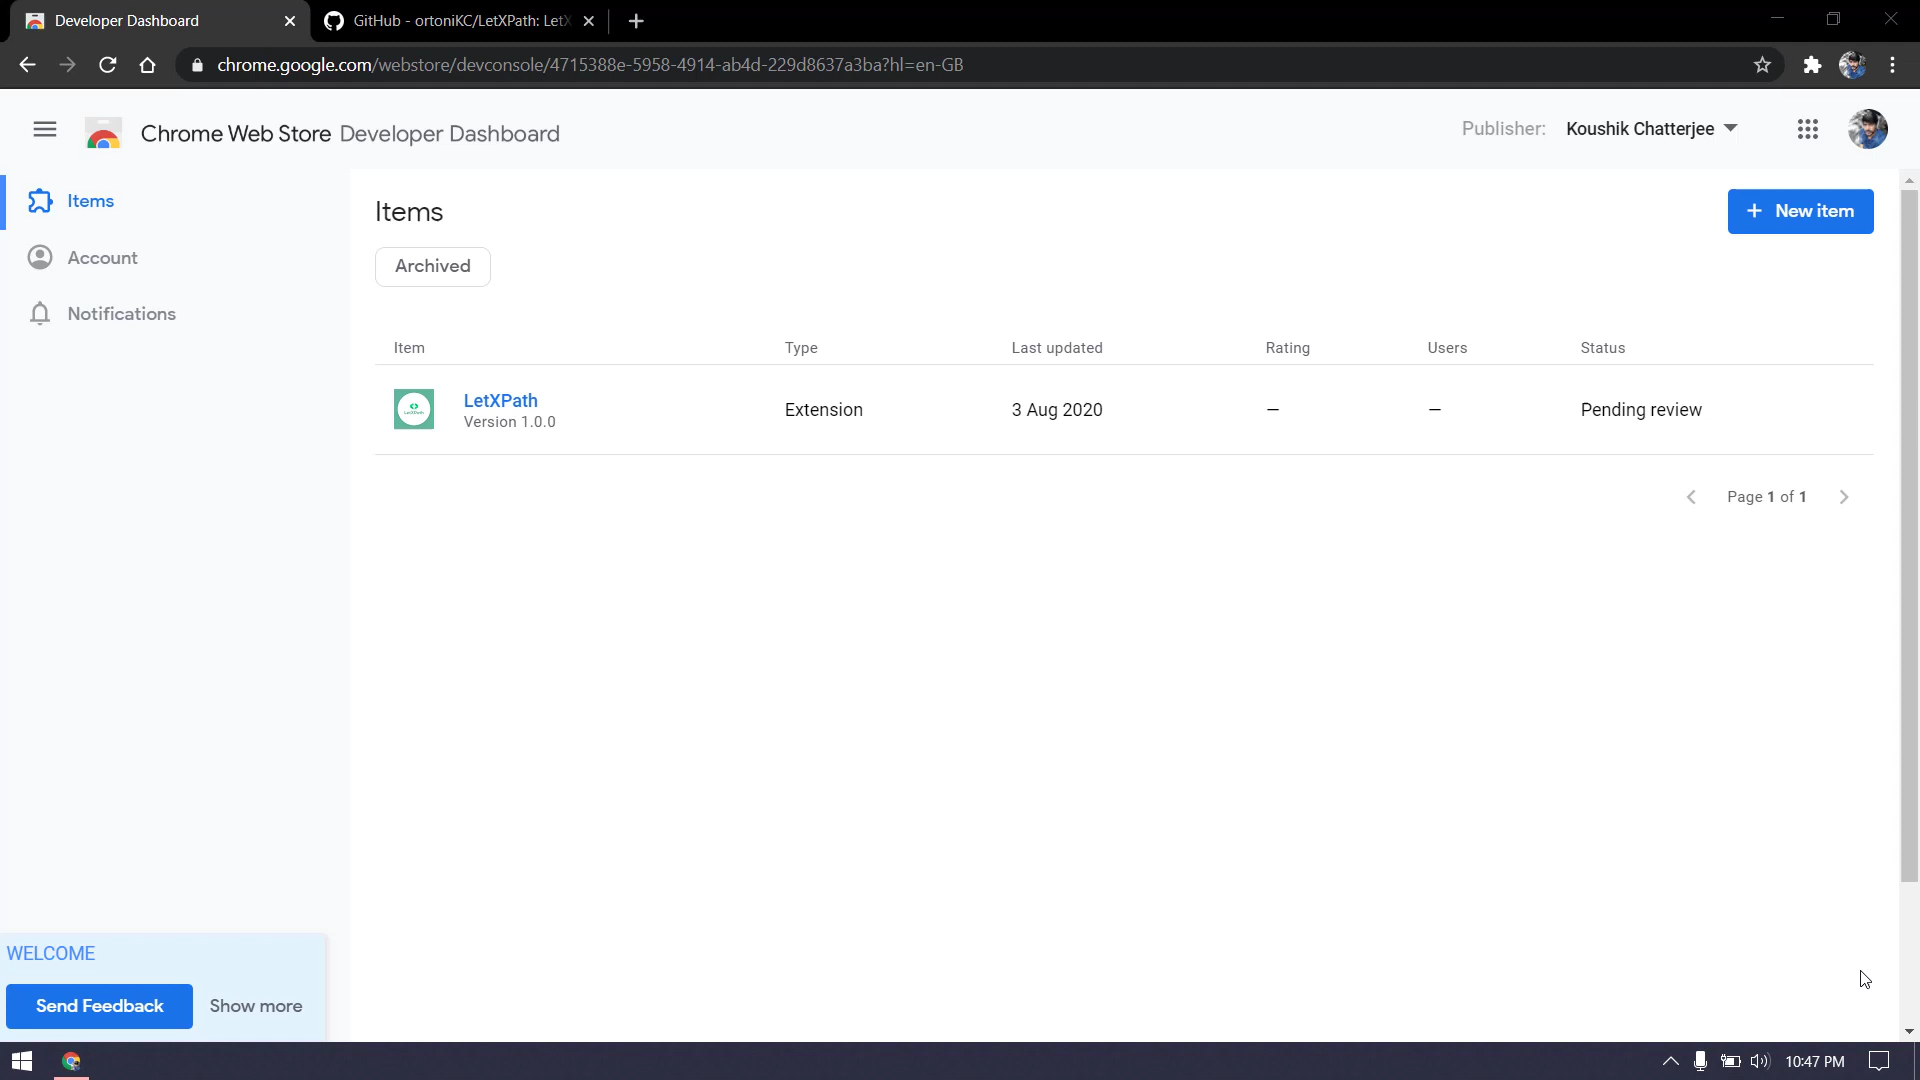 Developer Dashboard
GitHub - ortoniKC/LetXPath: LetX
chrome.google.com/webstore/devconsole/4715388e-5958-4914-ab4d-229d8637a3ba?hl=en-GB
Chrome Web Store Developer Dashboard
Publisher: Koushik Chatterjee
Items
Account
Notifications
Items
+ New item
Archived
Item Type Last updated Rating Users Status
LetXPath
Version 1.0.0
Extension 3 Aug 2020 – – Pending review
Page 1 of 1
WELCOME
Send Feedback Show more
10:47 PM